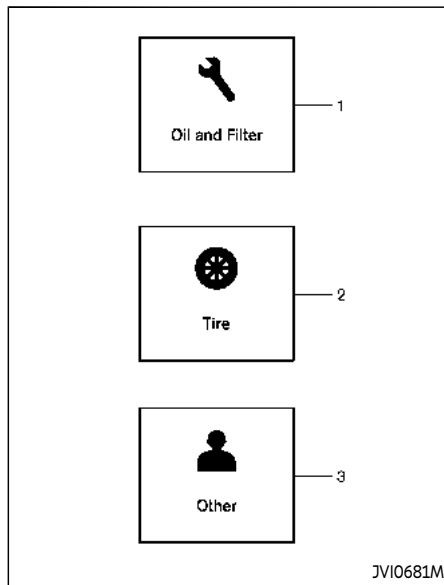 Oil and Filter
1
Tire
2
Other
3
JVI0681M